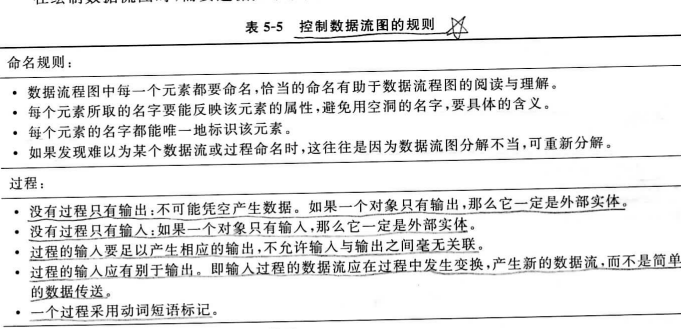 表 5-5 控制数据流图的规则
命名规则：
• 数据流程图中每一个元素都要命名,恰当的命名有助于数据流程图的阅读与理解。
• 每个元素所取的名字要能反映该元素的属性,避免用空洞的名字,要具体的含义。
• 每个元素的名字都能唯一地标识该元素。
• 如果发现难以为某个数据流或过程命名时,这往往是因为数据流图分解不当,可重新分解。
过程：
• 没有过程只有输出:不可能凭空产生数据。如果一个对象只有输出,那么它一定是外部实体。
• 没有过程只有输入:如果一个对象只有输入,那么它一定是外部实体。
• 过程的输入要足以产生相应的输出,不允许输入与输出之间毫无关联。
• 过程的输入应有别于输出。即输入过程的数据流应在过程中发生变换,产生新的数据流,而不是简单
的数据传送。
• 一个过程采用动词短语标记。